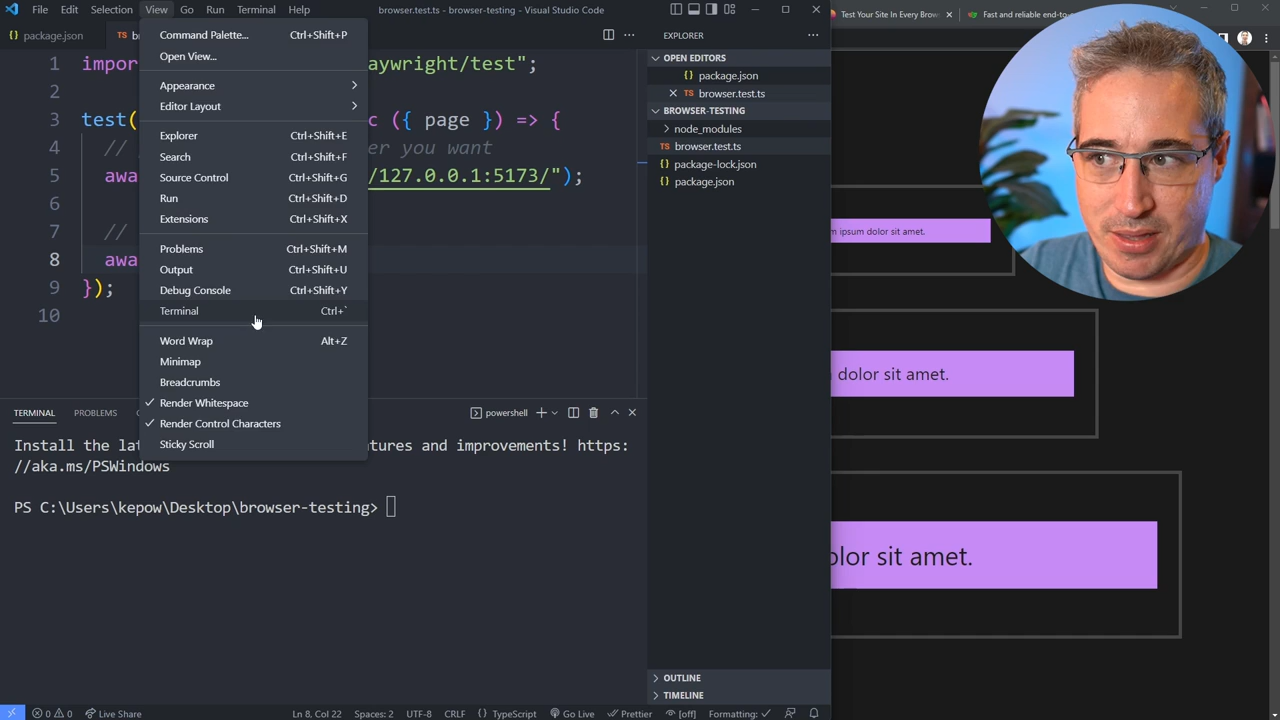 File Edit Selection View Go Run Terminal Help
browser.test.ts - browser-testing - Visual Studio Code
Test Your Site In Every Brow
Fast and reliable end-to-e
package.json
TS
Command Palette... Ctrl+Shift+P
Open View...
Appearance
Editor Layout
Explorer Ctrl+Shift+E
Search Ctrl+Shift+F
Source Control Ctrl+Shift+G
Run Ctrl+Shift+D
Extensions Ctrl+Shift+X
Problems Ctrl+Shift+M
Output Ctrl+Shift+U
Debug Console Ctrl+Shift+Y
Terminal Ctrl+`
Word Wrap Alt+Z
Minimap
Breadcrumbs
Render Whitespace
Render Control Characters
Sticky Scroll
1 impor aywright/test";
2
3 test( c ({ page }) => {
4 // er you want
5 awa /127.0.0.1:5173/");
6
7 //
8 awa
9 });
10
EXPLORER
OPEN EDITORS
{} package.json
TS browser.test.ts
BROWSER-TESTING
node_modules
TS browser.test.ts
{} package-lock.json
{} package.json
OUTLINE
TIMELINE
m ipsum dolor sit amet.
dolor sit amet.
olor sit amet.
TERMINAL PROBLEMS
powershell
Install the lat tures and improvements! https:
//aka.ms/PSWindows
PS C:\Users\kepow\Desktop\browser-testing>
0 0 Live Share Ln 8, Col 22 Spaces: 2 UTF-8 CRLF {} TypeScript Go Live Prettier [off] Formatting: